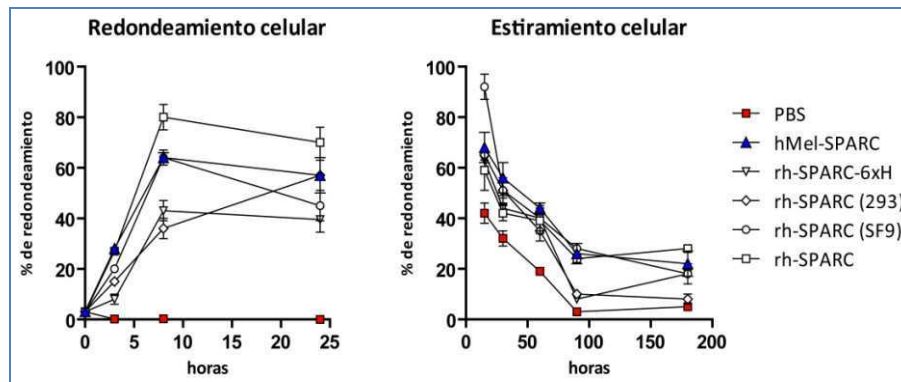 Redondeamiento celular
% de redondeamiento
100
80
60
40
20
0
0 5 10 15 20 25
horas
Estiramiento celular
% de redondeamiento
100
80
60
40
20
0
0 50 100 150 200
horas
PBS
hMel-SPARC
rh-SPARC-6xH
rh-SPARC (293)
rh-SPARC (SF9)
rh-SPARC